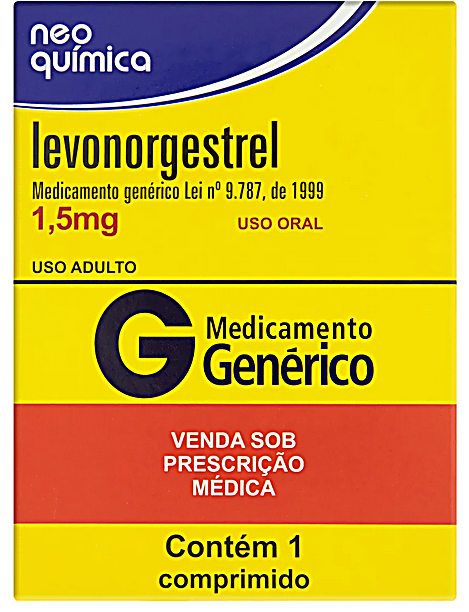 neo
química
levonorgestrel
Medicamento genérico Lei nº 9.787, de 1999
1,5mg
USO ORAL
USO ADULTO
G Medicamento
Genérico
VENDA SOB
PRESCRIÇÃO
MÉDICA
Contém 1
comprimido